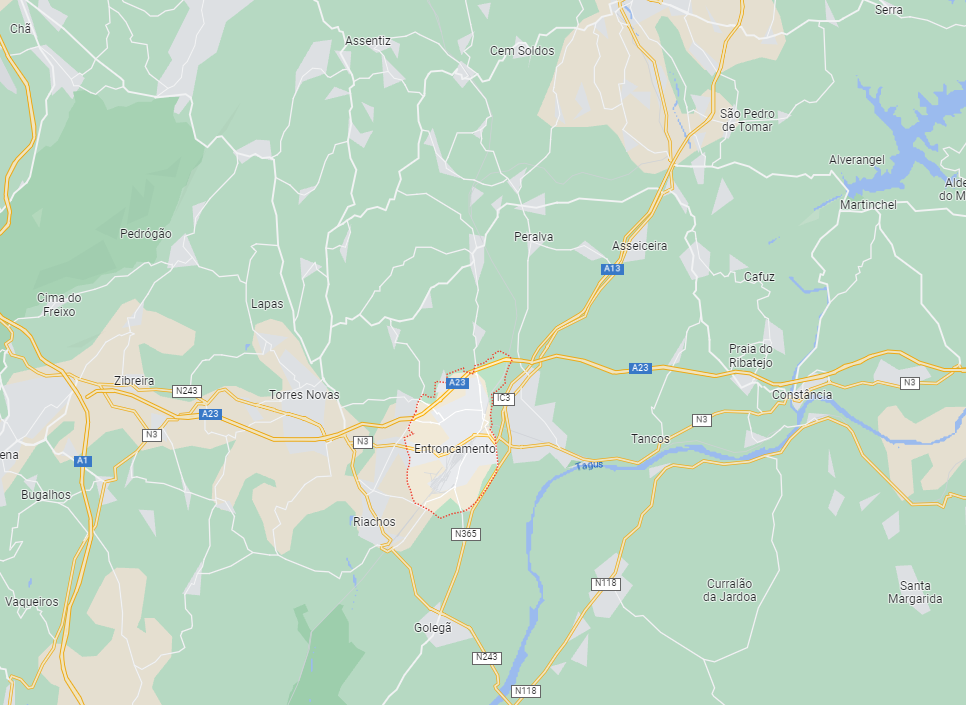 Serra
Chã
Assentiz
Cem Soldos
São Pedro
de Tomar
Alverangel
Martinchel
Pedrógão
Peralva
Asseiceira
A13
Cafuz
Cima do
Freixo
Lapas
Praia do
Ribatejo
A23
Zibreira
A23
N3
N243
Torres Novas
Constância
IC3
A23
N3
N3
N3
Tancos
Entroncamento
A1
Tagus
Bugalhos
Riachos
N365
N118
Curralão
da Jardoa
Santa
Margarida
Vaqueiros
Golegã
N243
N118